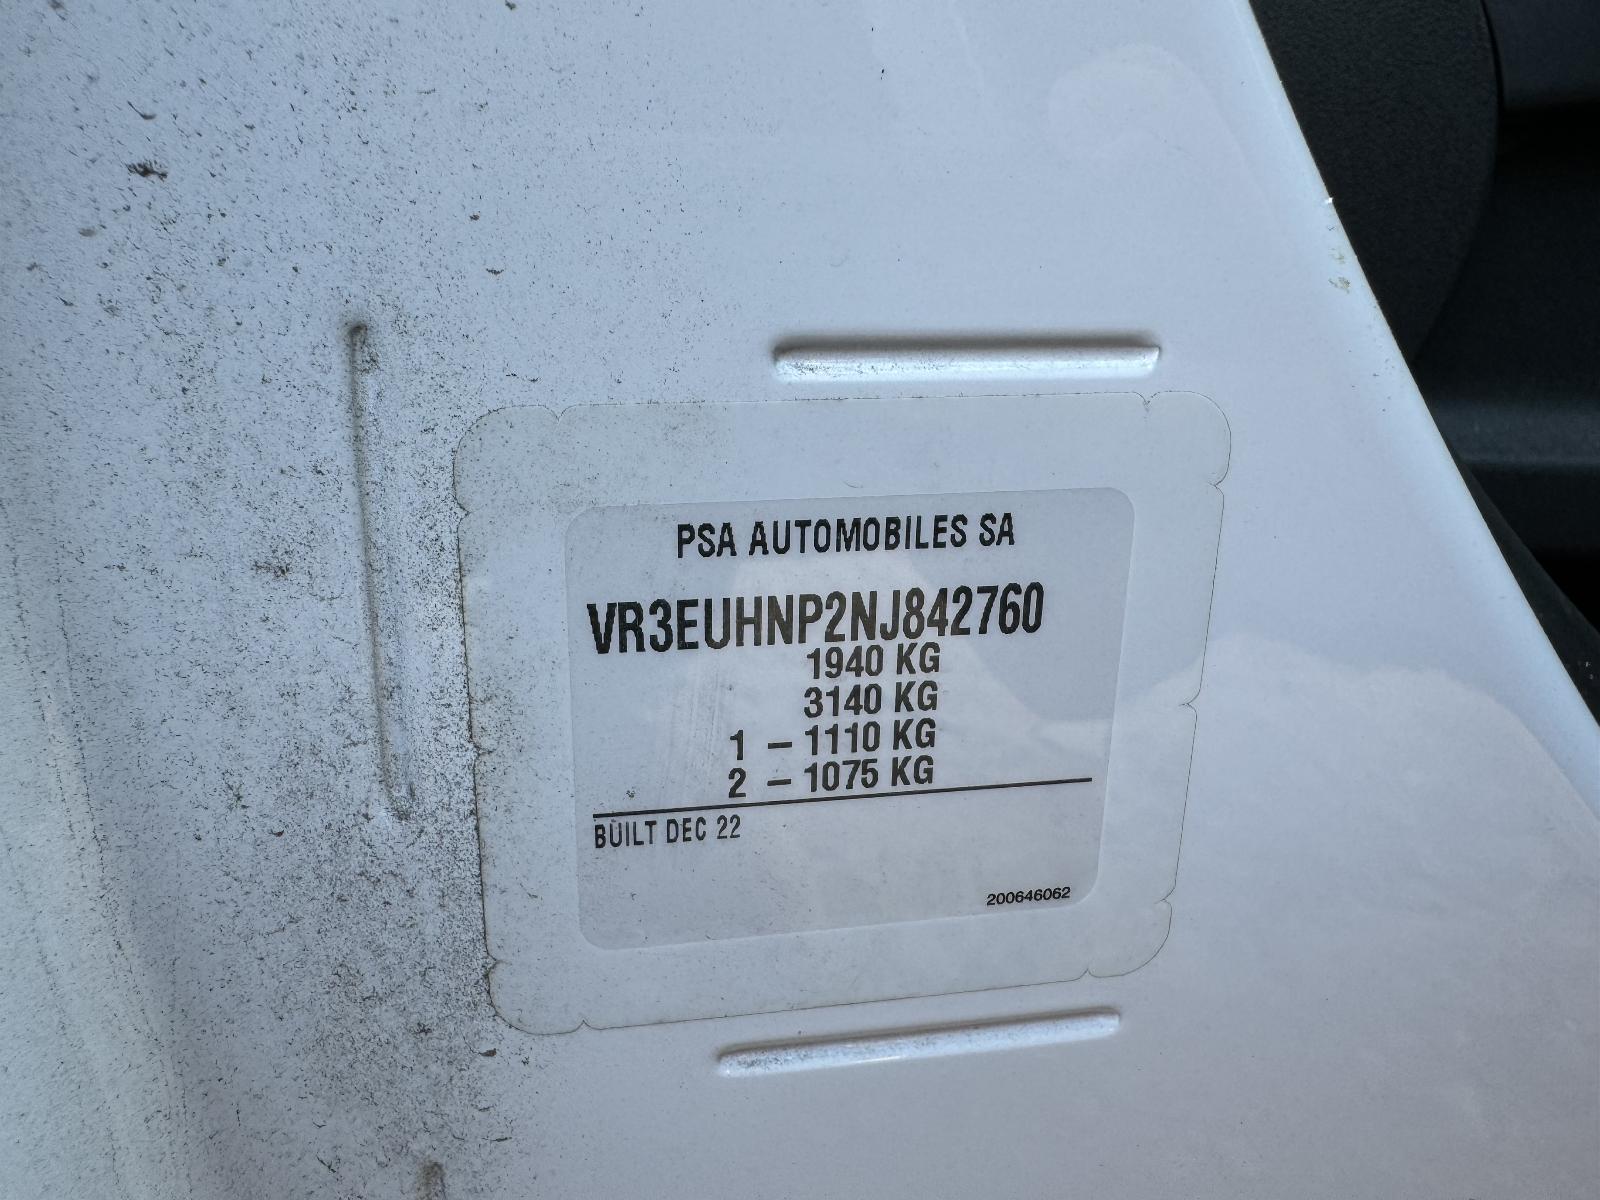 PSA AUTOMOBILES SA
VR3EUHNP2NJ842760
1940 KG
3140 KG
1 – 1110 KG
2 – 1075 KG
BUILT DEC 22
200646062